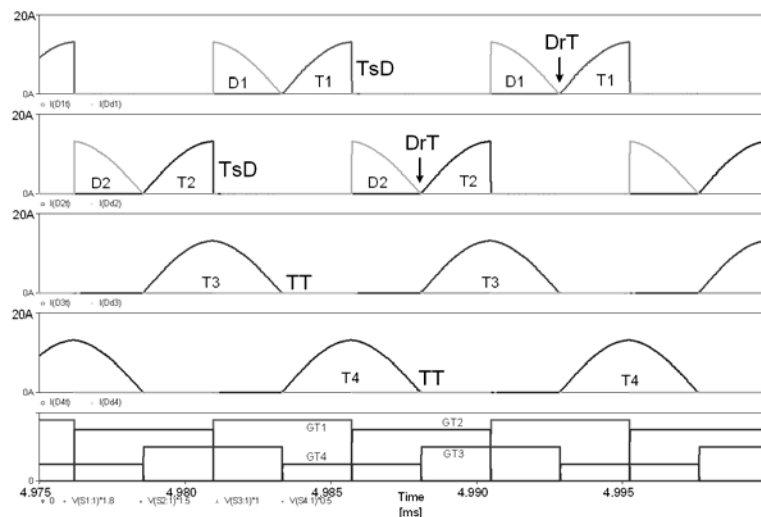 20A
DrT
TsD
D1 T1 D1 T1
0A
I(D1t) I(Dd1)
20A
DrT
TsD
D2 T2 D2 T2
0A
I(D2t) I(Dd2)
20A
T3 TT T3
0A
I(D3t) I(Dd3)
20A
T4 TT T4
0A
I(D4t) I(Dd4)
GT1 GT2
GT4 GT3
0
4.975 4.980 4.985 4.990 4.995
0 V(S1:1)*1.8 V(S2:1)*1.5 V(S3:1)*1 V(S4:1)*0.5
Time
[ms]